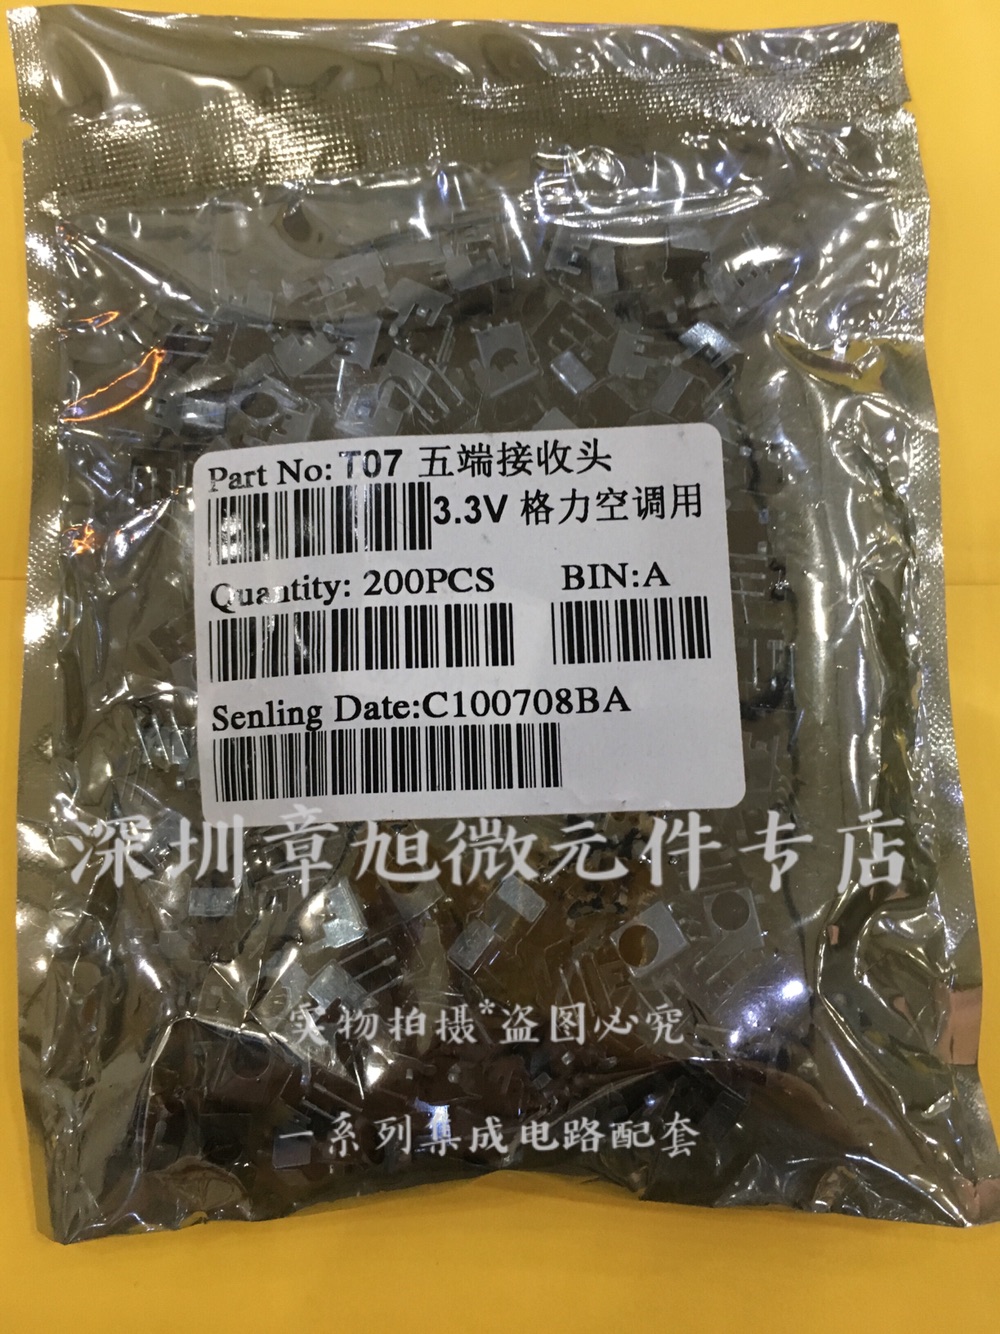 Part No: T07 五端接收头
3.3V 格力空调用
Quantity: 200PCS BIN:A
Senling Date:C100708BA
深圳章旭微元件专店
实物拍摄*盗图必究
一系列集成电路配套